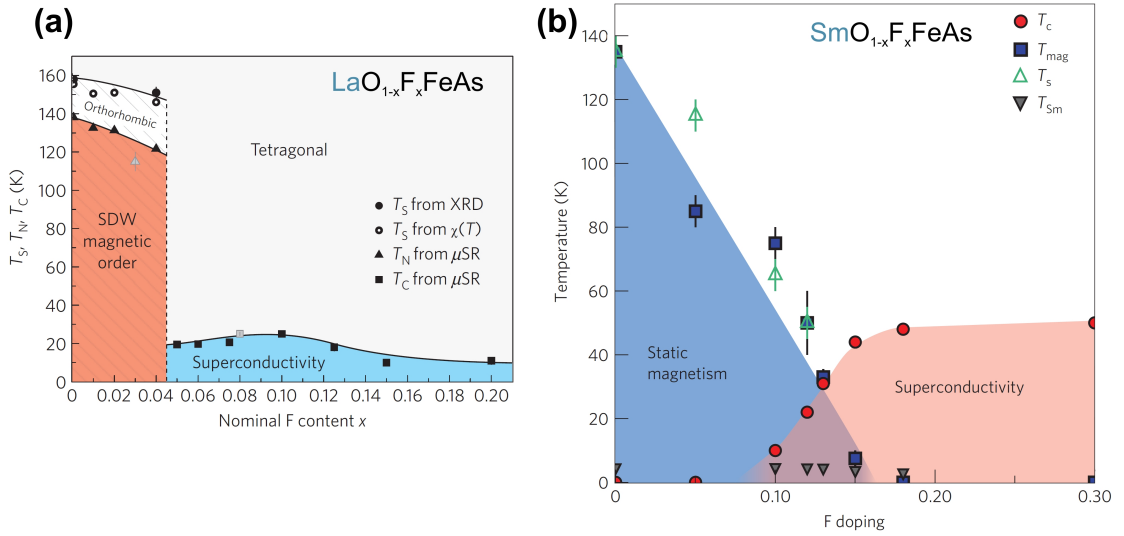 (a)
LaO1-xFxFeAs
160
140
120
100
80
60
40
20
0
TS, TN, TC (K)
Orthorhombic
Tetragonal
SDW
magnetic
order
TS from XRD
TS from χ(T)
TN from μSR
TC from μSR
Superconductivity
0 0.02 0.04 0.06 0.08 0.10 0.12 0.14 0.16 0.18 0.20
Nominal F content x
(b)
SmO1-xFxFeAs
Tc
Tmag
Ts
TSm
140
120
100
80
60
40
20
0
Temperature (K)
Static
magnetism
Superconductivity
0 0.10 0.20 0.30
F doping